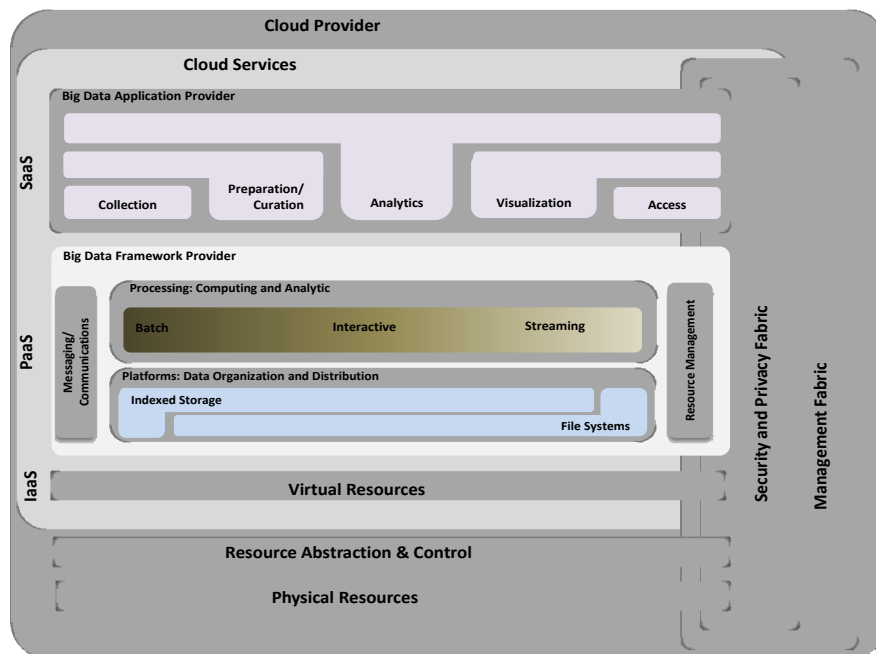 Cloud Provider
Cloud Services
Big Data Application Provider
SaaS
Collection
Preparation/
Curation
Analytics
Visualization
Access
Big Data Framework Provider
PaaS
Messaging/
Communications
Processing: Computing and Analytic
Batch
Interactive
Streaming
Platforms: Data Organization and Distribution
Indexed Storage
File Systems
Resource Management
Security and Privacy Fabric
Management Fabric
IaaS
Virtual Resources
Resource Abstraction & Control
Physical Resources